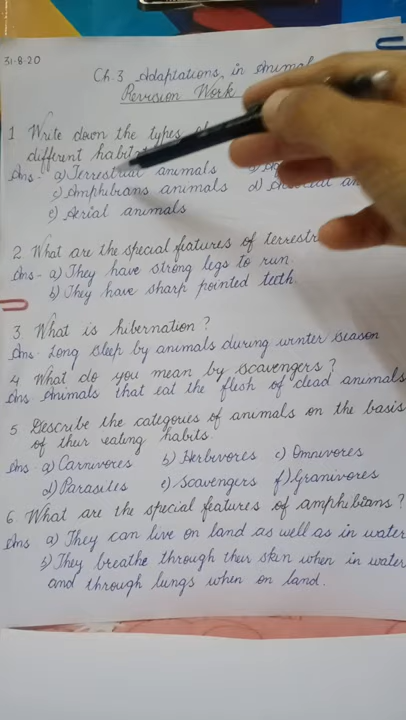 31-8-20
Ch.3 Adaptations in Animal
Revision Work
1 Write down the types
different
Ans - a) Terrestrial animals
c) Amphibians animals d)
e) Aerial animals
2. What are the special features of
Ans - a) They have strong legs to run
b) They have sharp pointed teeth.
3. What is hibernation?
Ans. Long sleep by animals during winter season
4. What do you mean by scavengers?
Ans Animals that eat the flesh of dead animals
5. Describe the categories of animals on the basis
of their eating habits.
Ans - a) Carnivores b) Herbivores c) Omnivores
d) Parasites e) Scavengers f) Granivores
6. What are the special features of amphibians?
Ans a) They can live on land as well as in water
b) They breathe through their skin when in water
and through lungs when on land.